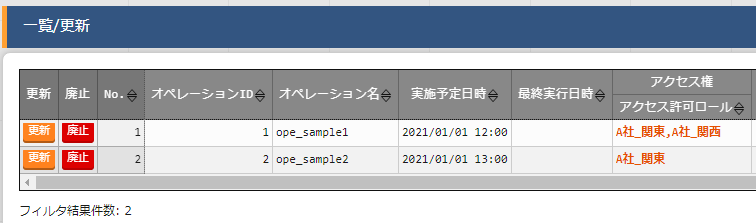 一覧/更新
更新 廃止 No. オペレーションID オペレーション名 実施予定日時 最終実行日時 アクセス権
アクセス許可ロール
更新 廃止 1 1 ope_sample1 2021/01/01 12:00 A社_関東,A社_関西
更新 廃止 2 2 ope_sample2 2021/01/01 13:00 A社_関東
フィルタ結果件数: 2